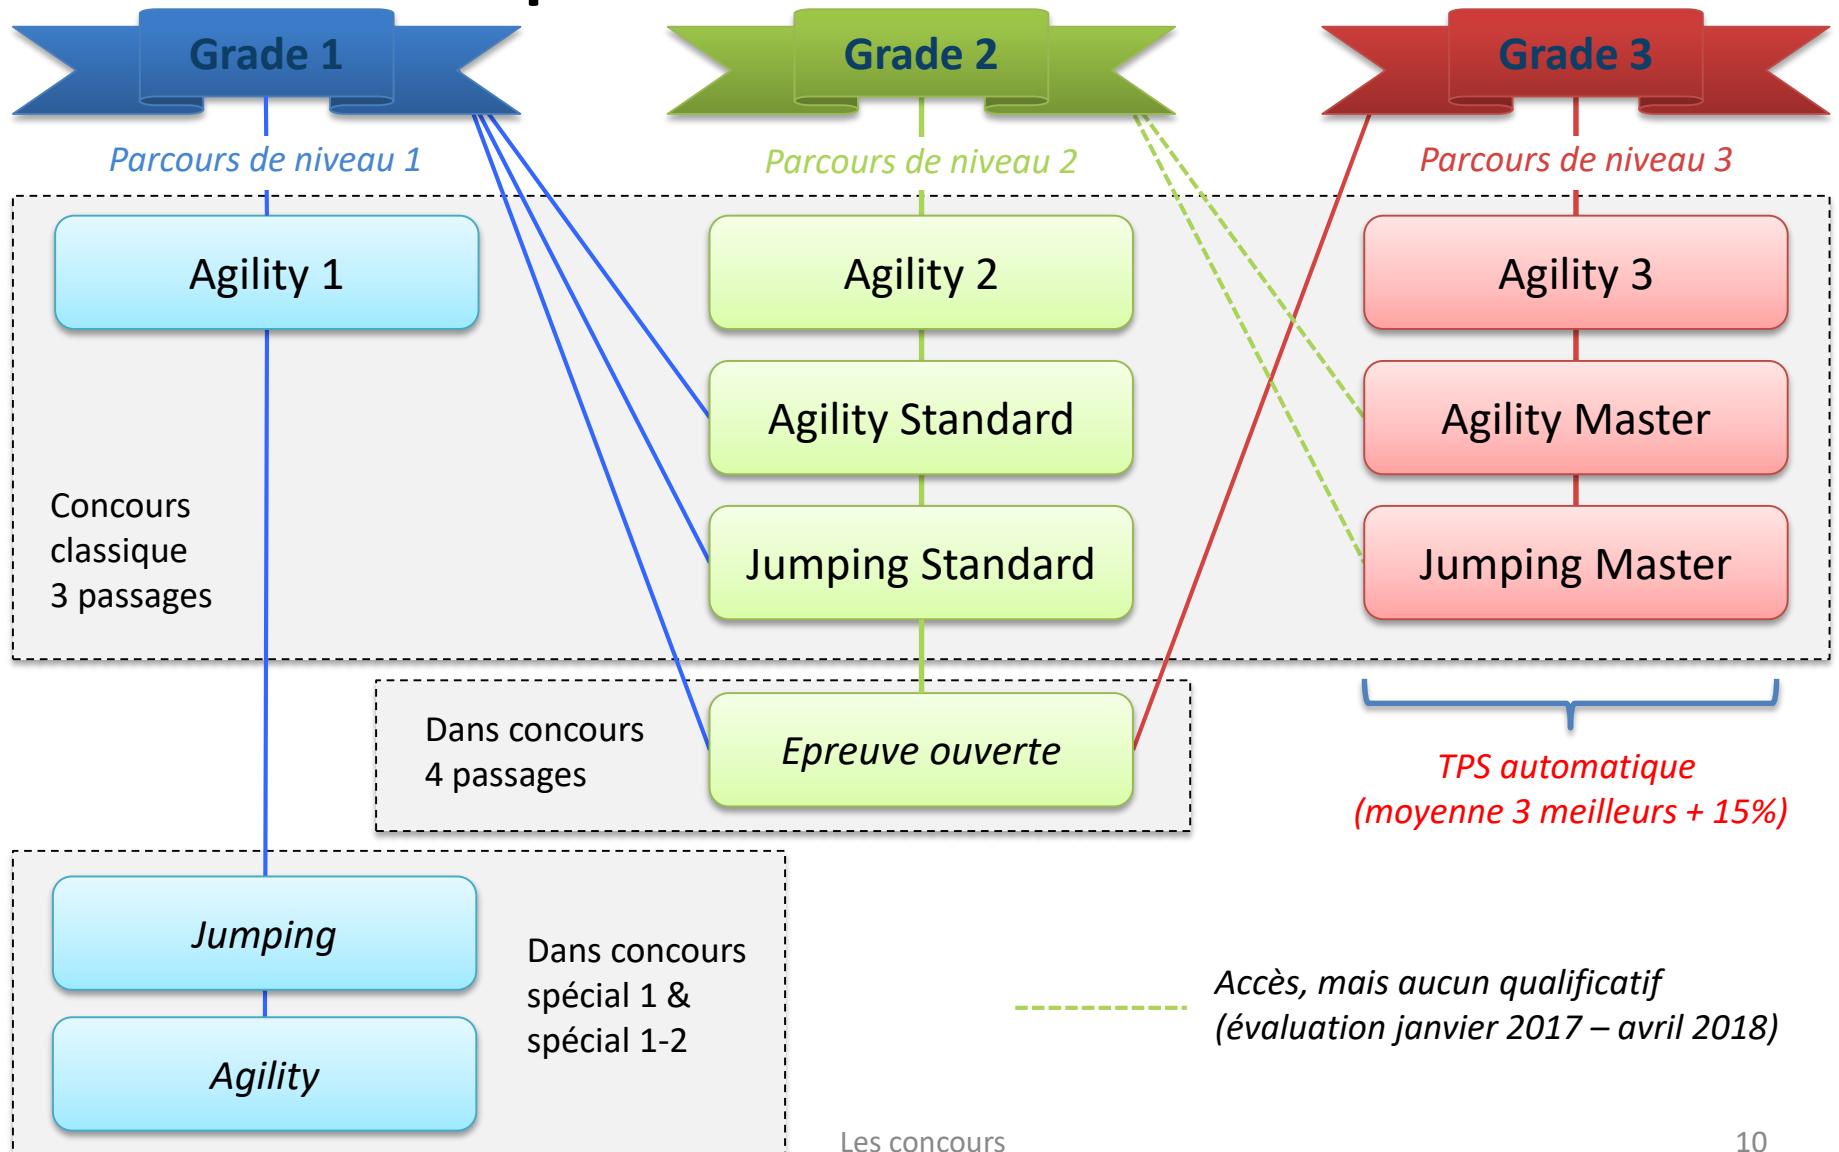 Grade 1
Grade 2
Grade 3
Parcours de niveau 1
Parcours de niveau 2
Parcours de niveau 3
Agility 1
Agility 2
Agility 3
Agility Standard
Agility Master
Concours
classique
3 passages
Jumping Standard
Jumping Master
Dans concours
4 passages
Epreuve ouverte
TPS automatique
(moyenne 3 meilleurs + 15%)
Jumping
Agility
Dans concours
spécial 1 &
spécial 1-2
Accès, mais aucun qualificatif
(évaluation janvier 2017 – avril 2018)
Les concours
10